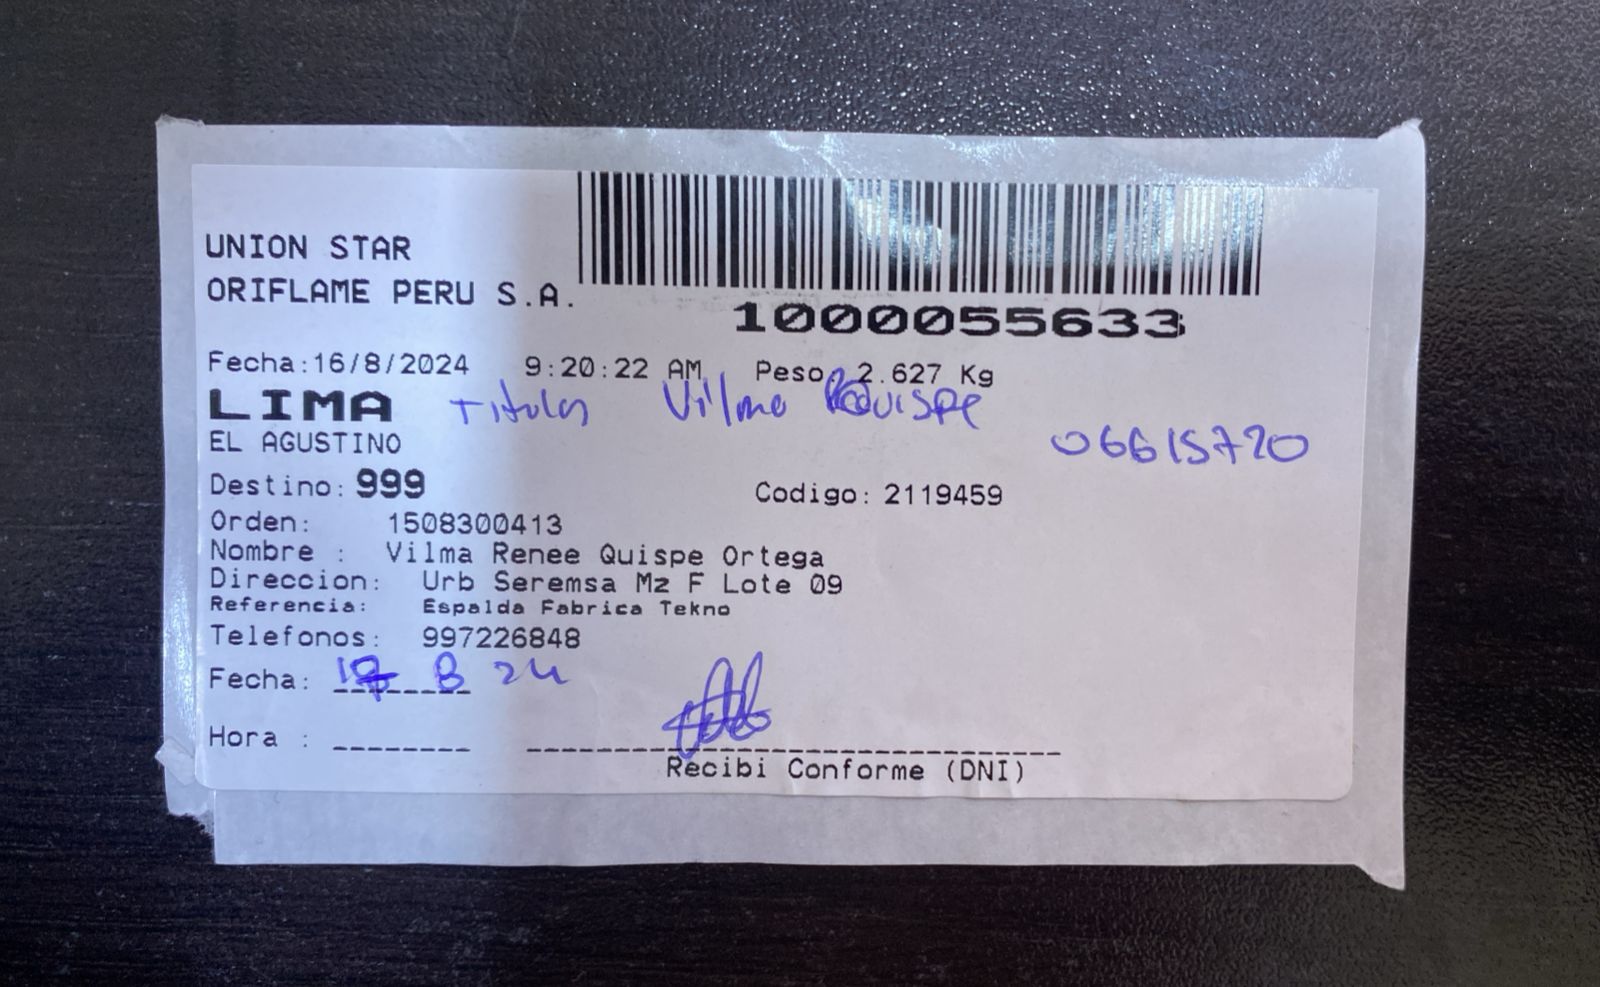 UNION STAR
ORIFLAME PERU S.A.
1000055633
Fecha:16/8/2024 9:20:22 AM Peso 2.627 Kg
LIMA Titular Vilma Quispe
06615720
EL AGUSTINO
Destino: 999 Codigo: 2119459
Orden: 1508300413
Nombre : Vilma Renee Quispe Ortega
Direccion: Urb Seremsa Mz F Lote 09
Referencia: Espalda Fabrica Tekno
Telefonos: 997226848
Fecha: 8 24
Hora :
Recibi Conforme (DNI)